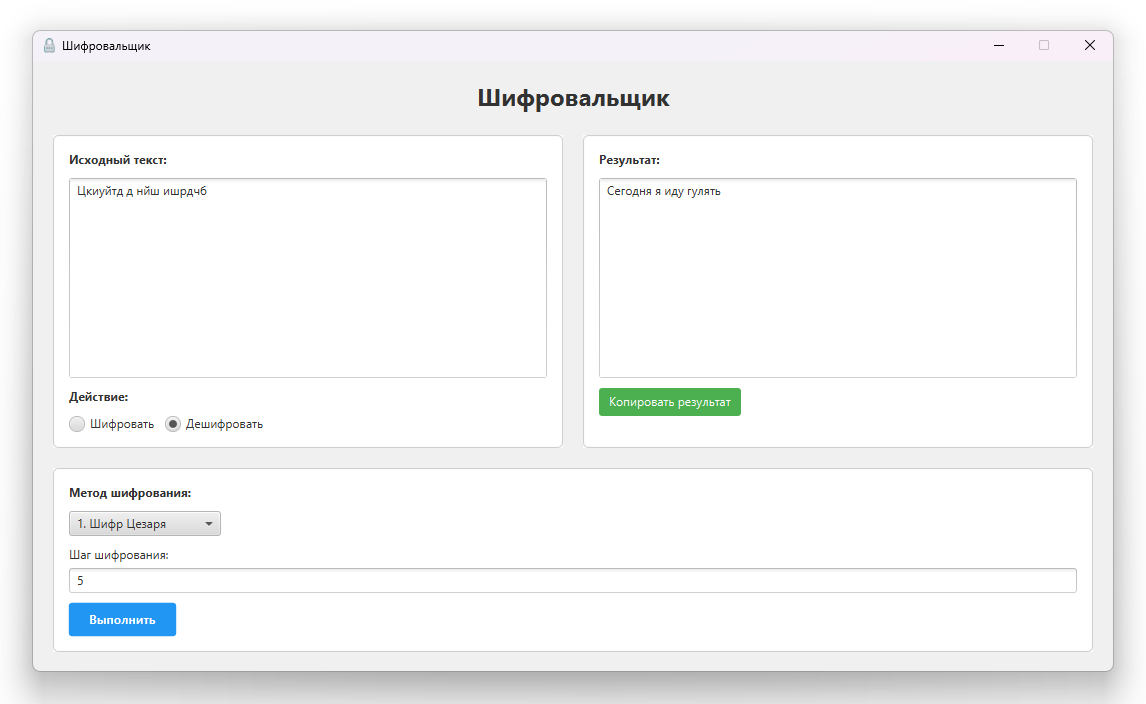 Шифровальщик
Шифровальщик
Исходный текст:
Цкиуйтд д нйш ишрдчб
Действие:
Шифровать
Дешифровать
Результат:
Сегодня я иду гулять
Копировать результат
Метод шифрования:
1. Шифр Цезаря
Шаг шифрования:
5
Выполнить